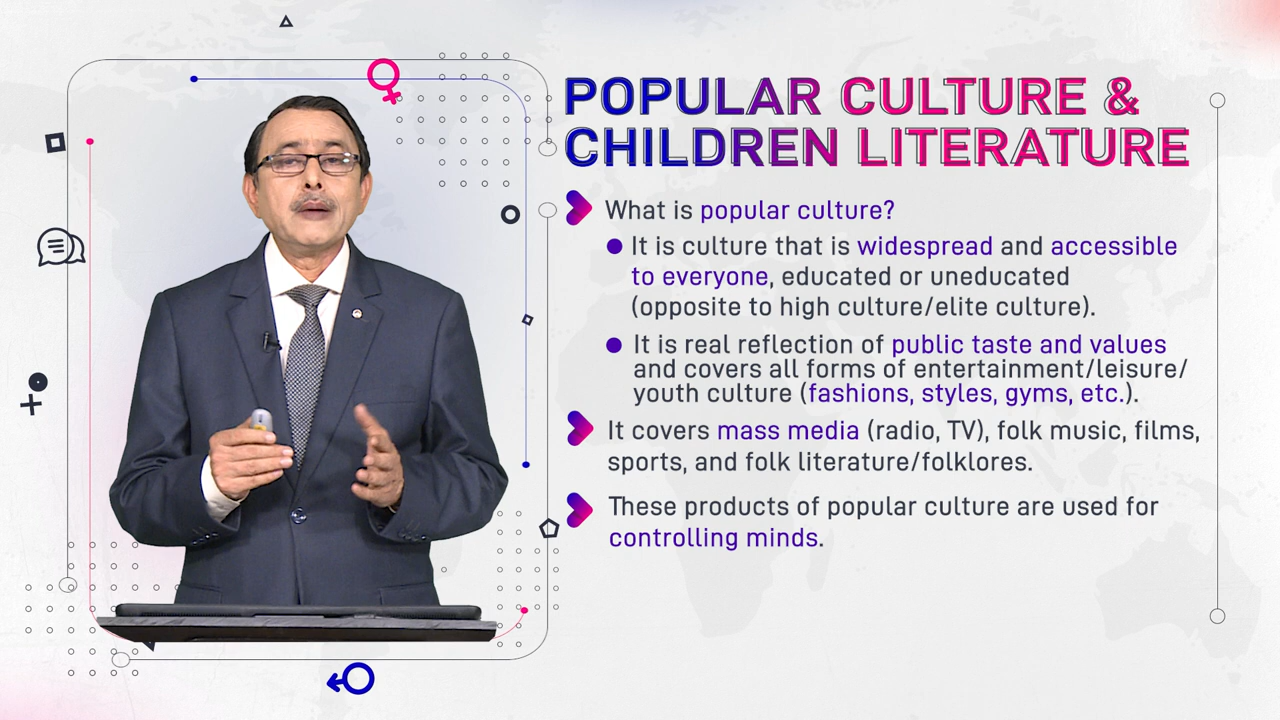 POPULAR CULTURE &
CHILDREN LITERATURE
What is popular culture?
It is culture that is widespread and accessible
to everyone, educated or uneducated
(opposite to high culture/elite culture).
It is real reflection of public taste and values
and covers all forms of entertainment/leisure/
youth culture (fashions, styles, gyms, etc.).
It covers mass media (radio, TV), folk music, films,
sports, and folk literature/folklores.
These products of popular culture are used for
controlling minds.